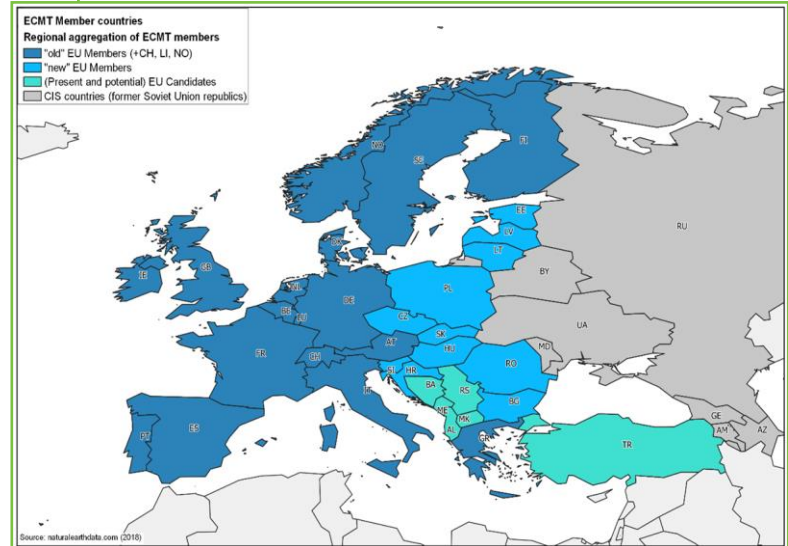 ECMT Member countries
Regional aggregation of ECMT members
"old" EU Members (+CH, LI, NO)
"new" EU Members
(Present and potential) EU Candidates
CIS countries (former Soviet Union republics)
NO
FI
EE
RU
LV
DK
LT
IE
GB
BY
NL
DE
PL
BE
LU
CZ
UA
SK
FR
AT
MD
CH
HU
SI
HR
RO
BA
RS
IT
BG
ME
MK
GE
AL
AM
AZ
PT
ES
GR
TR
Source: naturalearthdata.com (2018)